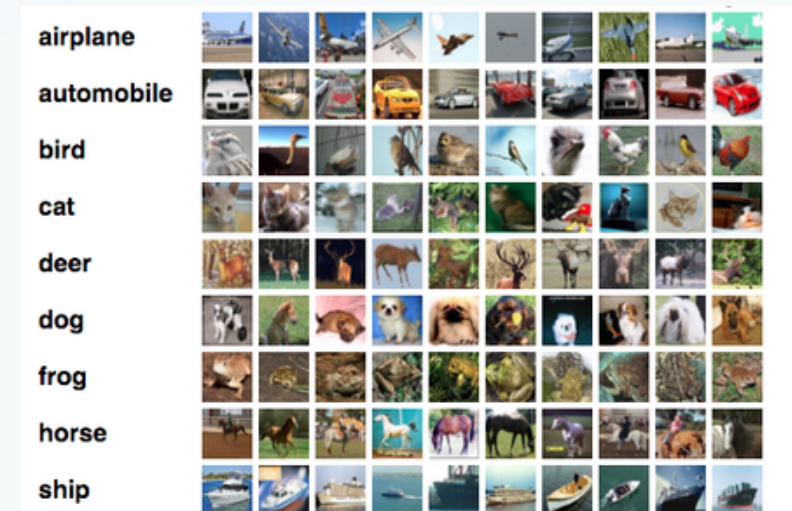 airplane
automobile
bird
cat
deer
dog
frog
horse
ship